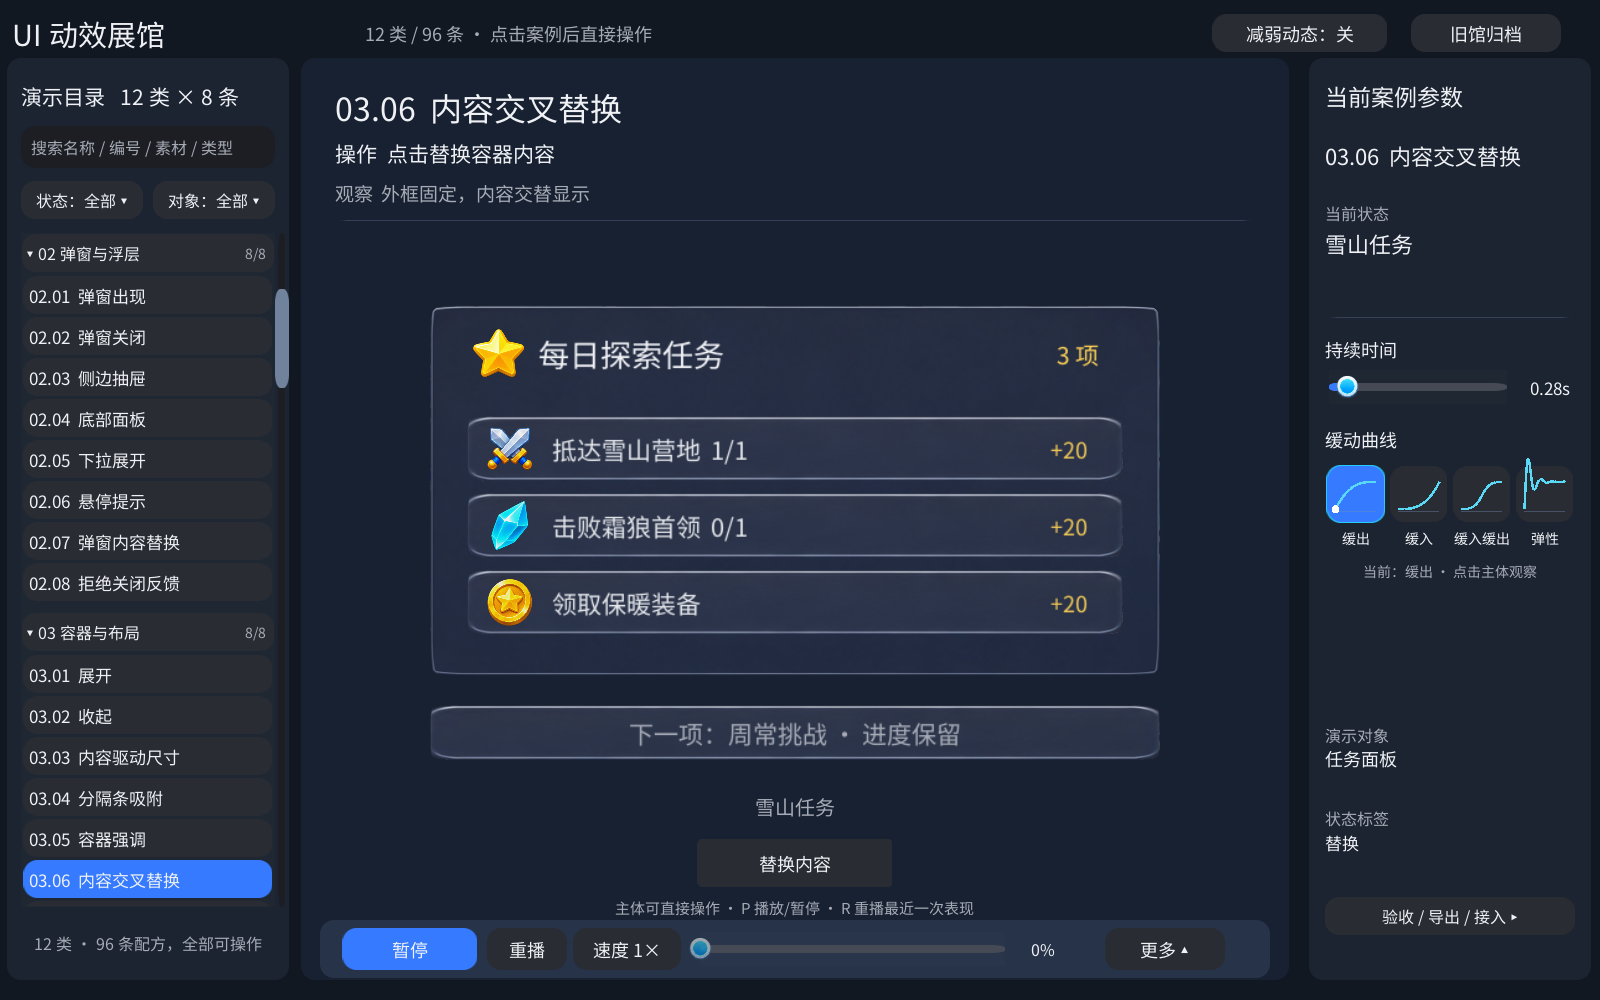 UI 动效展馆
12 类 / 96 条 · 点击案例后直接操作
减弱动态：关
旧馆归档
演示目录 12 类 × 8 条
搜索名称 / 编号 / 素材 / 类型
状态：全部 ▾
对象：全部 ▾
▾ 02 弹窗与浮层 8/8
02.01 弹窗出现
02.02 弹窗关闭
02.03 侧边抽屉
02.04 底部面板
02.05 下拉展开
02.06 悬停提示
02.07 弹窗内容替换
02.08 拒绝关闭反馈
▾ 03 容器与布局 8/8
03.01 展开
03.02 收起
03.03 内容驱动尺寸
03.04 分隔条吸附
03.05 容器强调
03.06 内容交叉替换
12 类 · 96 条配方，全部可操作
03.06 内容交叉替换
操作 点击替换容器内容
观察 外框固定，内容交替显示
每日探索任务 3 项
抵达雪山营地 1/1 +20
击败霜狼首领 0/1 +20
领取保暖装备 +20
下一项：周常挑战 · 进度保留
雪山任务
替换内容
主体可直接操作 · P 播放/暂停 · R 重播最近一次表现
暂停 重播 速度 1× 0% 更多 ▴
当前案例参数
03.06 内容交叉替换
当前状态
雪山任务
持续时间
0.28s
缓动曲线
缓出 缓入 缓入缓出 弹性
当前：缓出 · 点击主体观察
演示对象
任务面板
状态标签
替换
验收 / 导出 / 接入 ▸